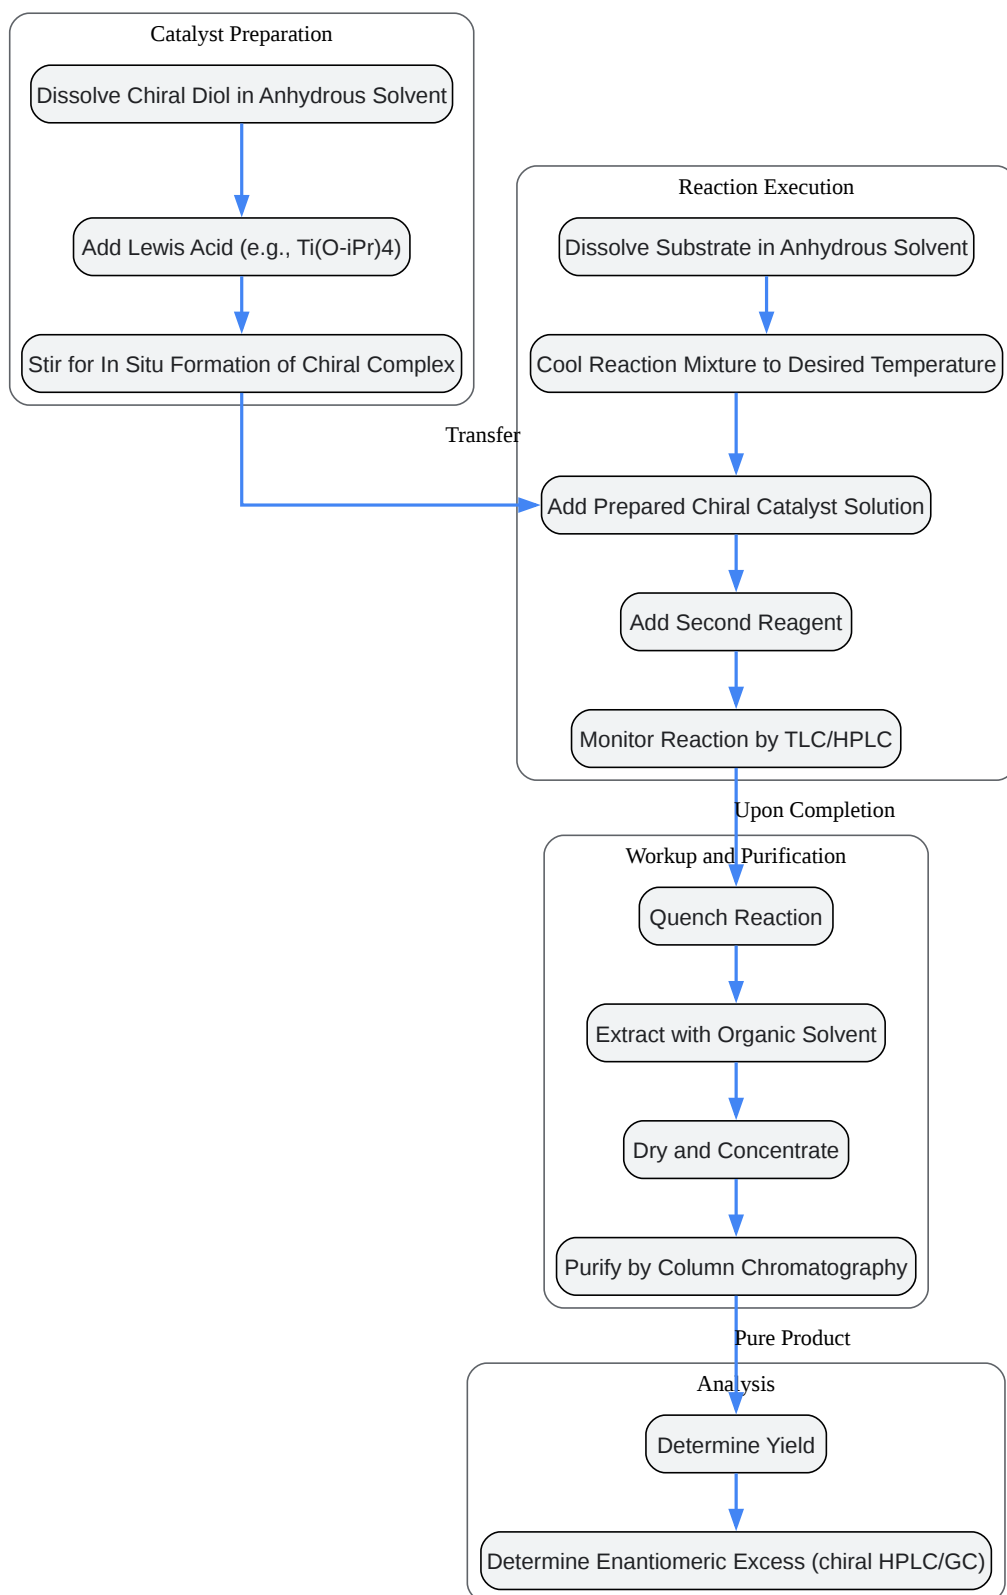 Catalyst Preparation
Dissolve Chiral Diol in Anhydrous Solvent
Add Lewis Acid (e.g., Ti(O-iPr)4)
Stir for In Situ Formation of Chiral Complex
Transfer
Reaction Execution
Dissolve Substrate in Anhydrous Solvent
Cool Reaction Mixture to Desired Temperature
Add Prepared Chiral Catalyst Solution
Add Second Reagent
Monitor Reaction by TLC/HPLC
Upon Completion
Workup and Purification
Quench Reaction
Extract with Organic Solvent
Dry and Concentrate
Purify by Column Chromatography
Pure Product
Analysis
Determine Yield
Determine Enantiomeric Excess (chiral HPLC/GC)